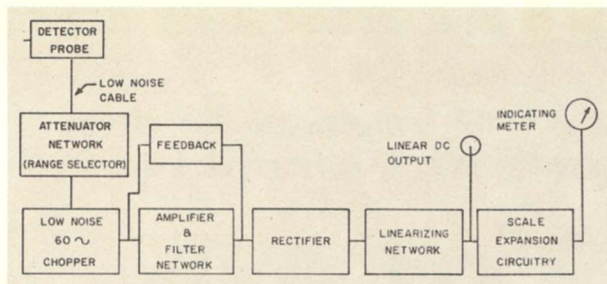 DETECTOR
PROBE
LOW NOISE
CABLE
ATTENUATOR
NETWORK
(RANGE SELECTOR)
FEEDBACK
LINEAR DC
OUTPUT
INDICATING
METER
LOW NOISE
60 ∿
CHOPPER
AMPLIFIER
&
FILTER
NETWORK
RECTIFIER
LINEARIZING
NETWORK
SCALE
EXPANSION
CIRCUITRY